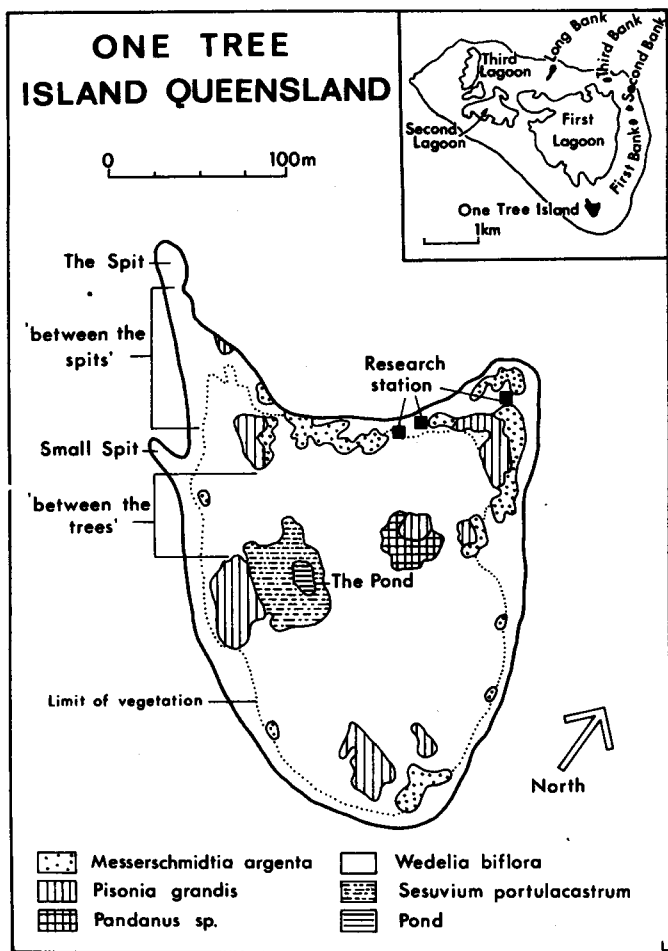 ONE TREE
ISLAND QUEENSLAND
0 100m
Long Bank
Third Bank
Second Bank
Third
Lagoon
First
Lagoon
Second
Lagoon
First Bank
One Tree Island
1km
The Spit
'between the
spits'
Research
station
Small Spit
'between the
trees'
The Pond
Limit of vegetation
North
Messerschmidtia argenta
Pisonia grandis
Pandanus sp.
Wedelia biflora
Sesuvium portulacastrum
Pond